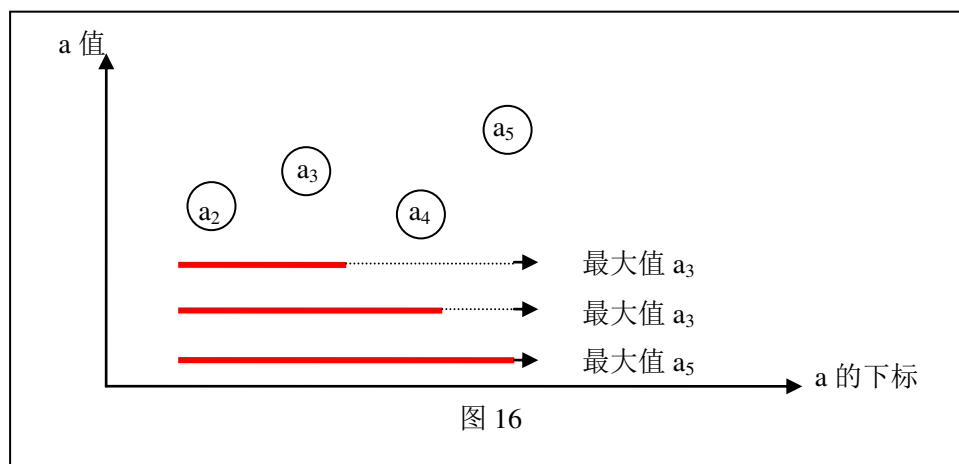 a 值
a₅
a₃
a₂
a₄
最大值 a₃
最大值 a₃
最大值 a₅
a 的下标
图 16